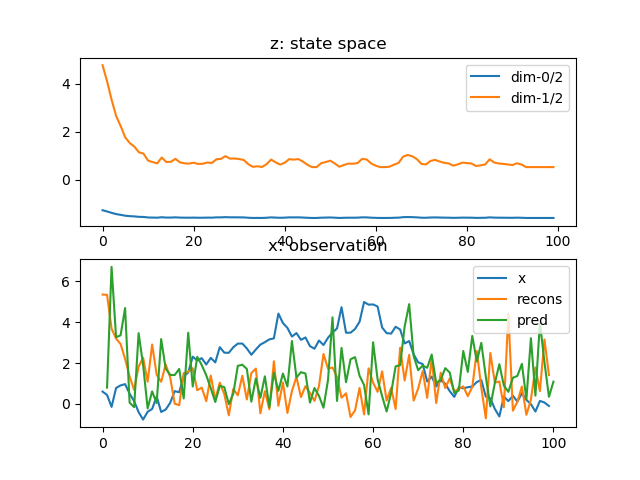 z: state space
dim-0/2
dim-1/2
4
2
0
0 20 40 60 80 100
x: observation
x
recons
pred
6
4
2
0
0 20 40 60 80 100